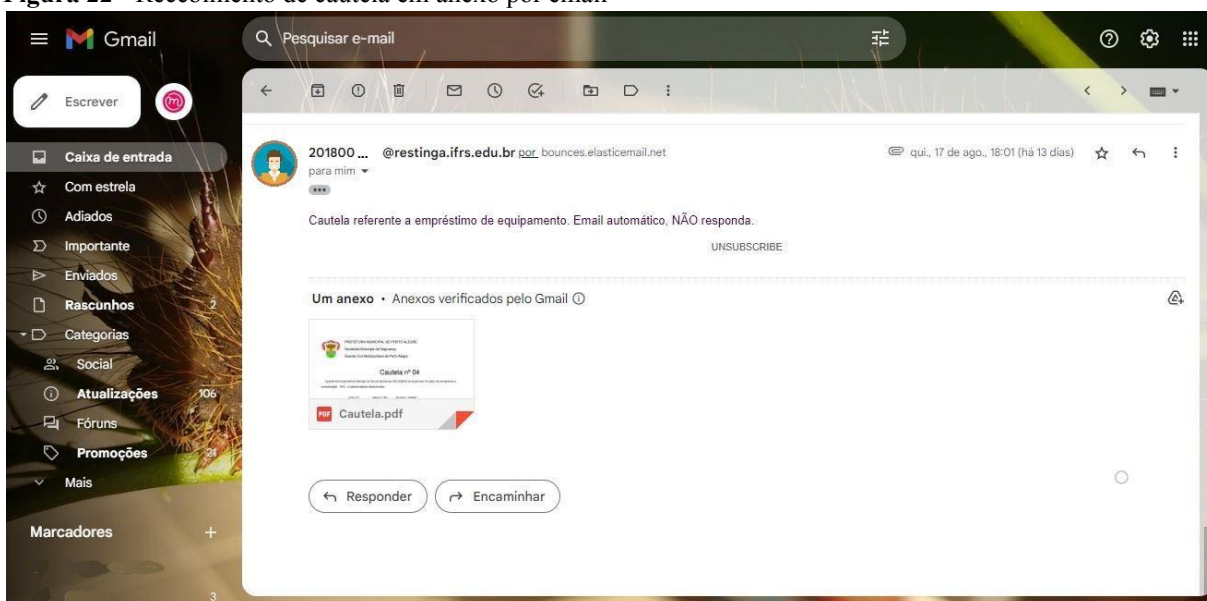 Figura 22 - Recebimento de cautela em anexo por email
Gmail
Pesquisar e-mail
Escrever
Caixa de entrada
Com estrela
Adiados
Importante
Enviados
Rascunhos 2
Categorias
Social
Atualizações 106
Fóruns
Promoções 21
Mais
Marcadores +
3
201800 ... @restinga.ifrs.edu.br por bounces.elasticemail.net
qui., 17 de ago., 18:01 (há 13 dias)
para mim
Cautela referente a empréstimo de equipamento. Email automático, NÃO responda.
UNSUBSCRIBE
Um anexo • Anexos verificados pelo Gmail
PREFEITURA MUNICIPAL DE PORTO ALEGRE
Cautela nº 04
PDF Cautela.pdf
Responder
Encaminhar